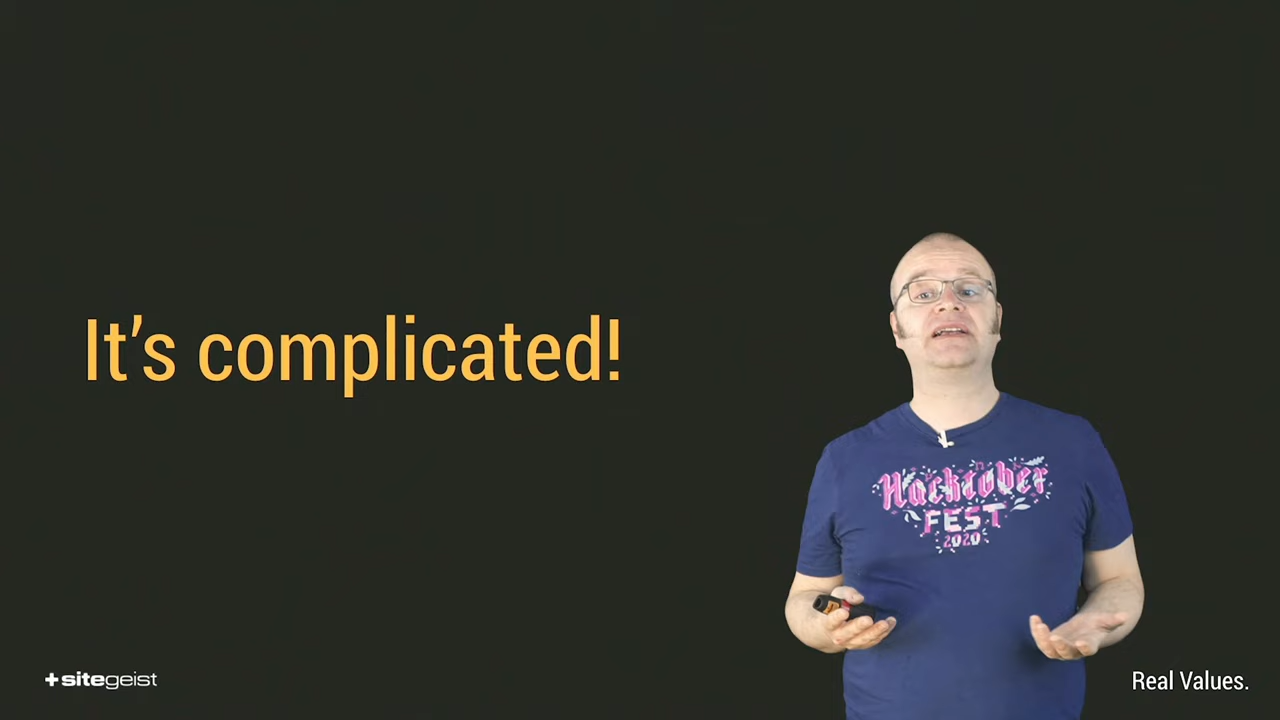 It's complicated!
Hacktober
FEST
2020
+sitegeist
Real Values.